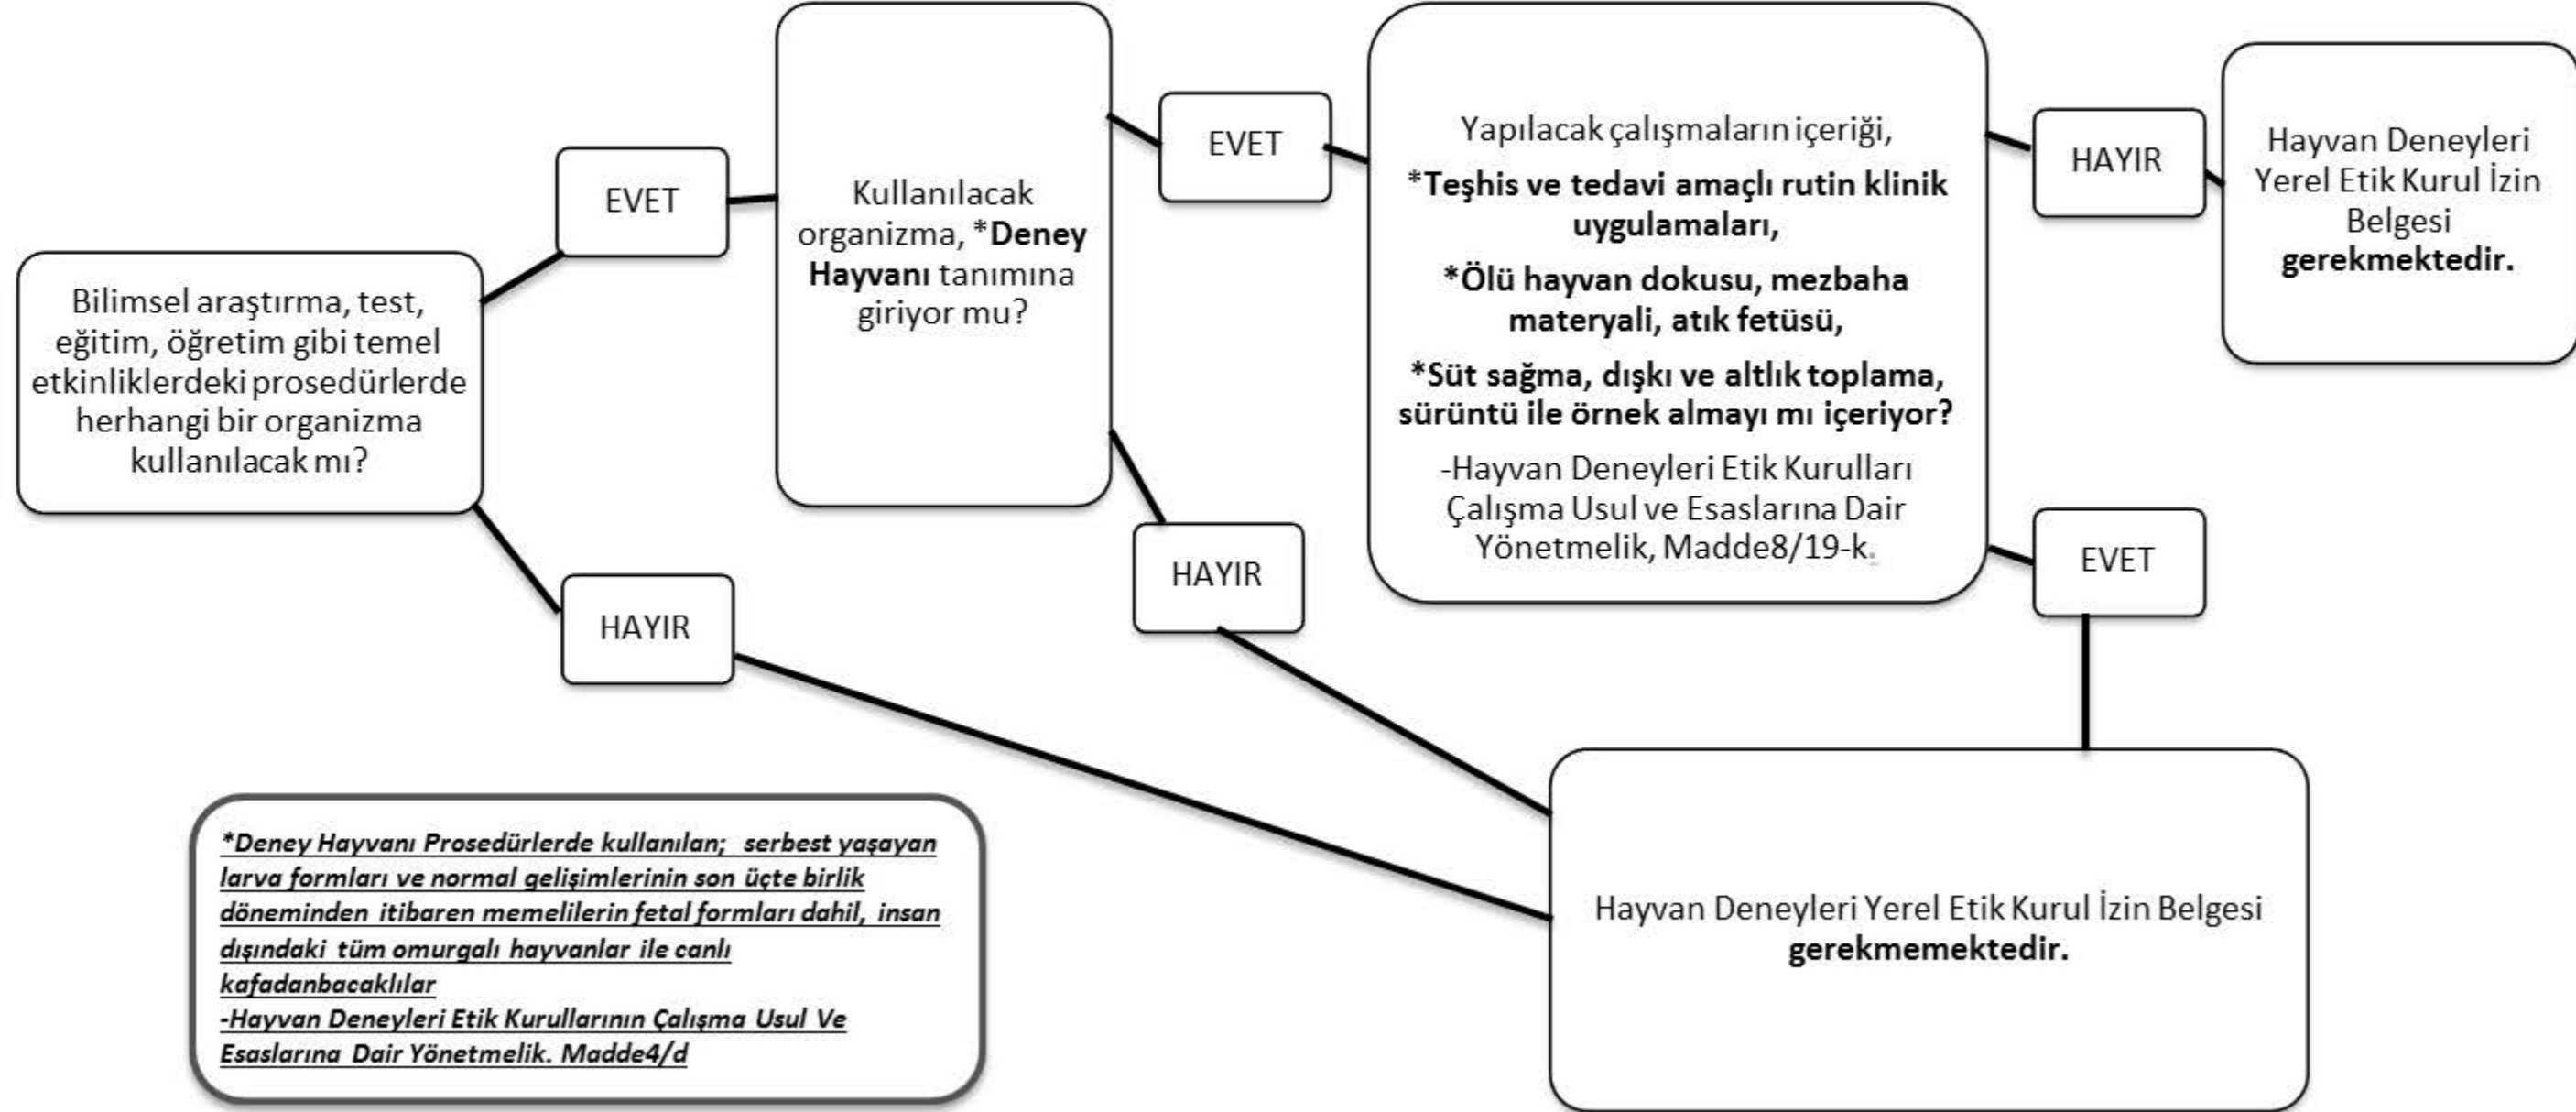 Bilimsel araştırma, test,
eğitim, öğretim gibi temel
etkinliklerdeki prosedürlerde
herhangi bir organizma
kullanılacak mı?
EVET
HAYIR
Kullanılacak
organizma, *Deney
Hayvanı tanımına
giriyor mu?
EVET
HAYIR
Yapılacak çalışmaların içeriği,
*Teşhis ve tedavi amaçlı rutin klinik
uygulamaları,
*Ölü hayvan dokusu, mezbaha
materyali, atık fetüsü,
*Süt sağma, dışkı ve altlık toplama,
sürüntü ile örnek almayı mı içeriyor?
-Hayvan Deneyleri Etik Kurulları
Çalışma Usul ve Esaslarına Dair
Yönetmelik, Madde8/19-k.
HAYIR
EVET
Hayvan Deneyleri
Yerel Etik Kurul İzin
Belgesi
gerekmektedir.
Hayvan Deneyleri Yerel Etik Kurul İzin Belgesi
gerekmemektedir.
*Deney Hayvanı Prosedürlerde kullanılan; serbest yaşayan
larva formları ve normal gelişimlerinin son üçte birlik
döneminden itibaren memelilerin fetal formları dahil, insan
dışındaki tüm omurgalı hayvanlar ile canlı
kafadanbacaklılar
-Hayvan Deneyleri Etik Kurullarının Çalışma Usul Ve
Esaslarına Dair Yönetmelik. Madde4/d